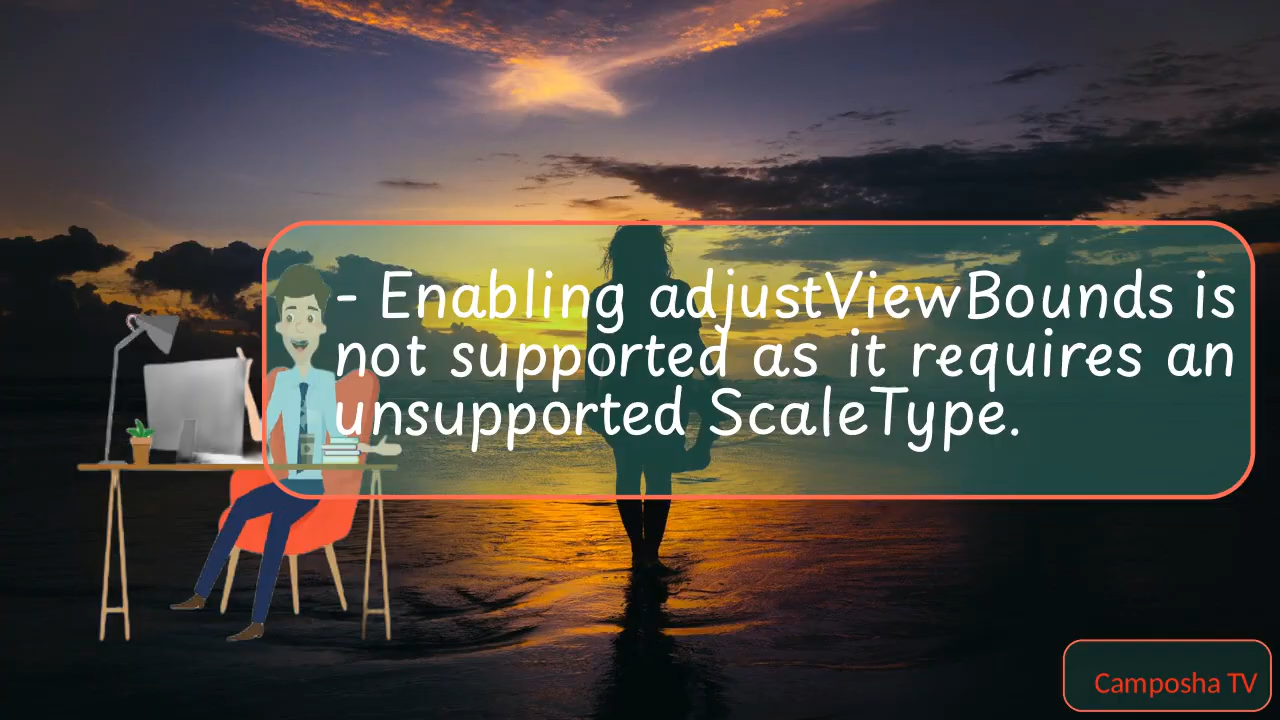 - Enabling adjustViewBounds is
not supported as it requires an
unsupported ScaleType.
Camposha TV